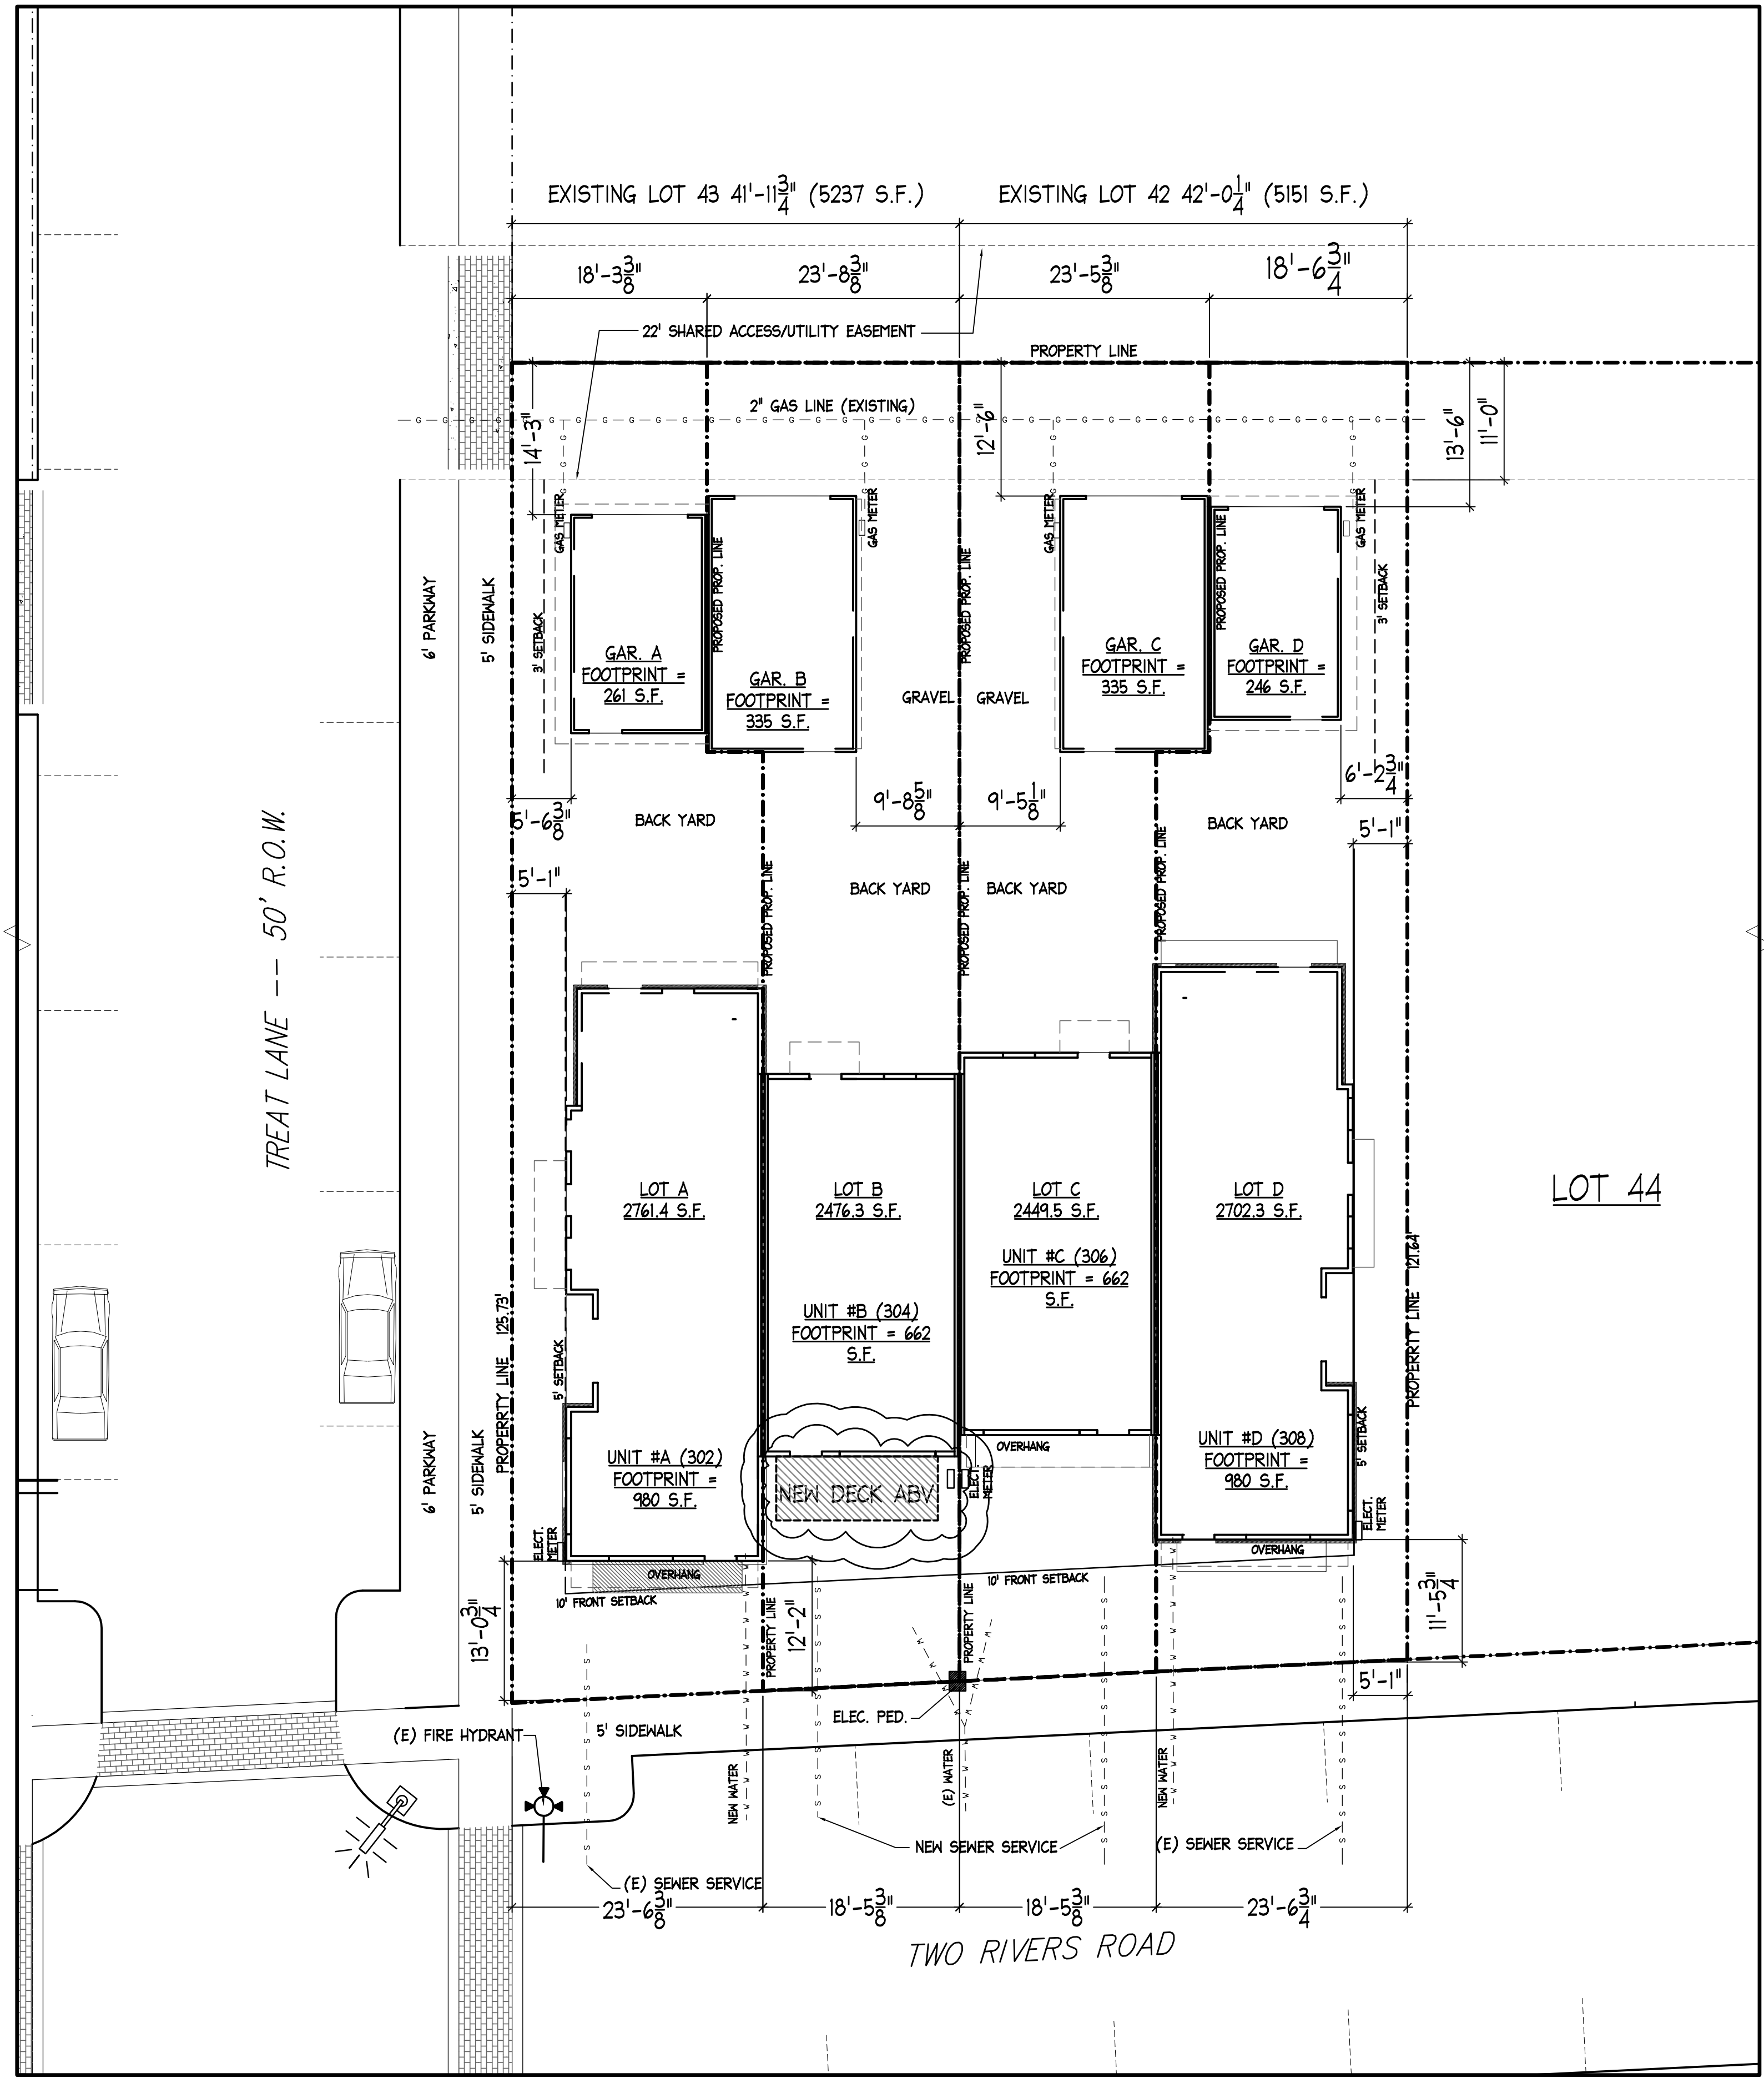 EXISTING LOT 43 41'-11 3/4" (5237 S.F.)
EXISTING LOT 42 42'-0 1/4" (5151 S.F.)
18'-3 3/8"
23'-8 3/8"
23'-5 3/8"
18'-6 3/4"
22' SHARED ACCESS/UTILITY EASEMENT
PROPERTY LINE
2" GAS LINE (EXISTING)
14'-3"
12'-6"
13'-6"
11'-0"
GAS METER
GAS METER
GAS METER
GAS METER
6' PARKWAY
5' SIDEWALK
3' SETBACK
PROPOSED PROP. LINE
PROPOSED PROP. LINE
PROPOSED PROP. LINE
3' SETBACK
GAR. A
FOOTPRINT =
261 S.F.
GAR. B
FOOTPRINT =
335 S.F.
GAR. C
FOOTPRINT =
335 S.F.
GAR. D
FOOTPRINT =
246 S.F.
GRAVEL
GRAVEL
5'-6 3/8"
9'-8 5/8"
9'-5 1/8"
6'-2 3/4"
BACK YARD
BACK YARD
5'-1"
5'-1"
BACK YARD
BACK YARD
PROPOSED PROP. LINE
PROPOSED PROP. LINE
PROPOSED PROP. LINE
TREAT LANE -- 50' R.O.W.
LOT A
2761.4 S.F.
LOT B
2476.3 S.F.
LOT C
2449.5 S.F.
LOT D
2702.3 S.F.
LOT 44
UNIT #C (306)
FOOTPRINT = 662
S.F.
UNIT #B (304)
FOOTPRINT = 662
S.F.
PROPERRTY LINE 125.73'
PROPERRTY LINE 121.64'
5' SETBACK
5' SETBACK
UNIT #A (302)
FOOTPRINT =
980 S.F.
UNIT #D (308)
FOOTPRINT =
980 S.F.
OVERHANG
NEW DECK ABV
6' PARKWAY
5' SIDEWALK
ELECT.
METER
ELECT.
METER
ELECT.
METER
OVERHANG
OVERHANG
10' FRONT SETBACK
10' FRONT SETBACK
13'-0 3/4"
PROPERTY LINE
12'-2"
PROPERTY LINE
11'-5 3/4"
5'-1"
ELEC. PED.
5' SIDEWALK
(E) FIRE HYDRANT
NEW WATER
(E) WATER
NEW WATER
NEW SEWER SERVICE
(E) SEWER SERVICE
(E) SEWER SERVICE
23'-6 3/8"
18'-5 3/8"
18'-5 3/8"
23'-6 3/4"
TWO RIVERS ROAD